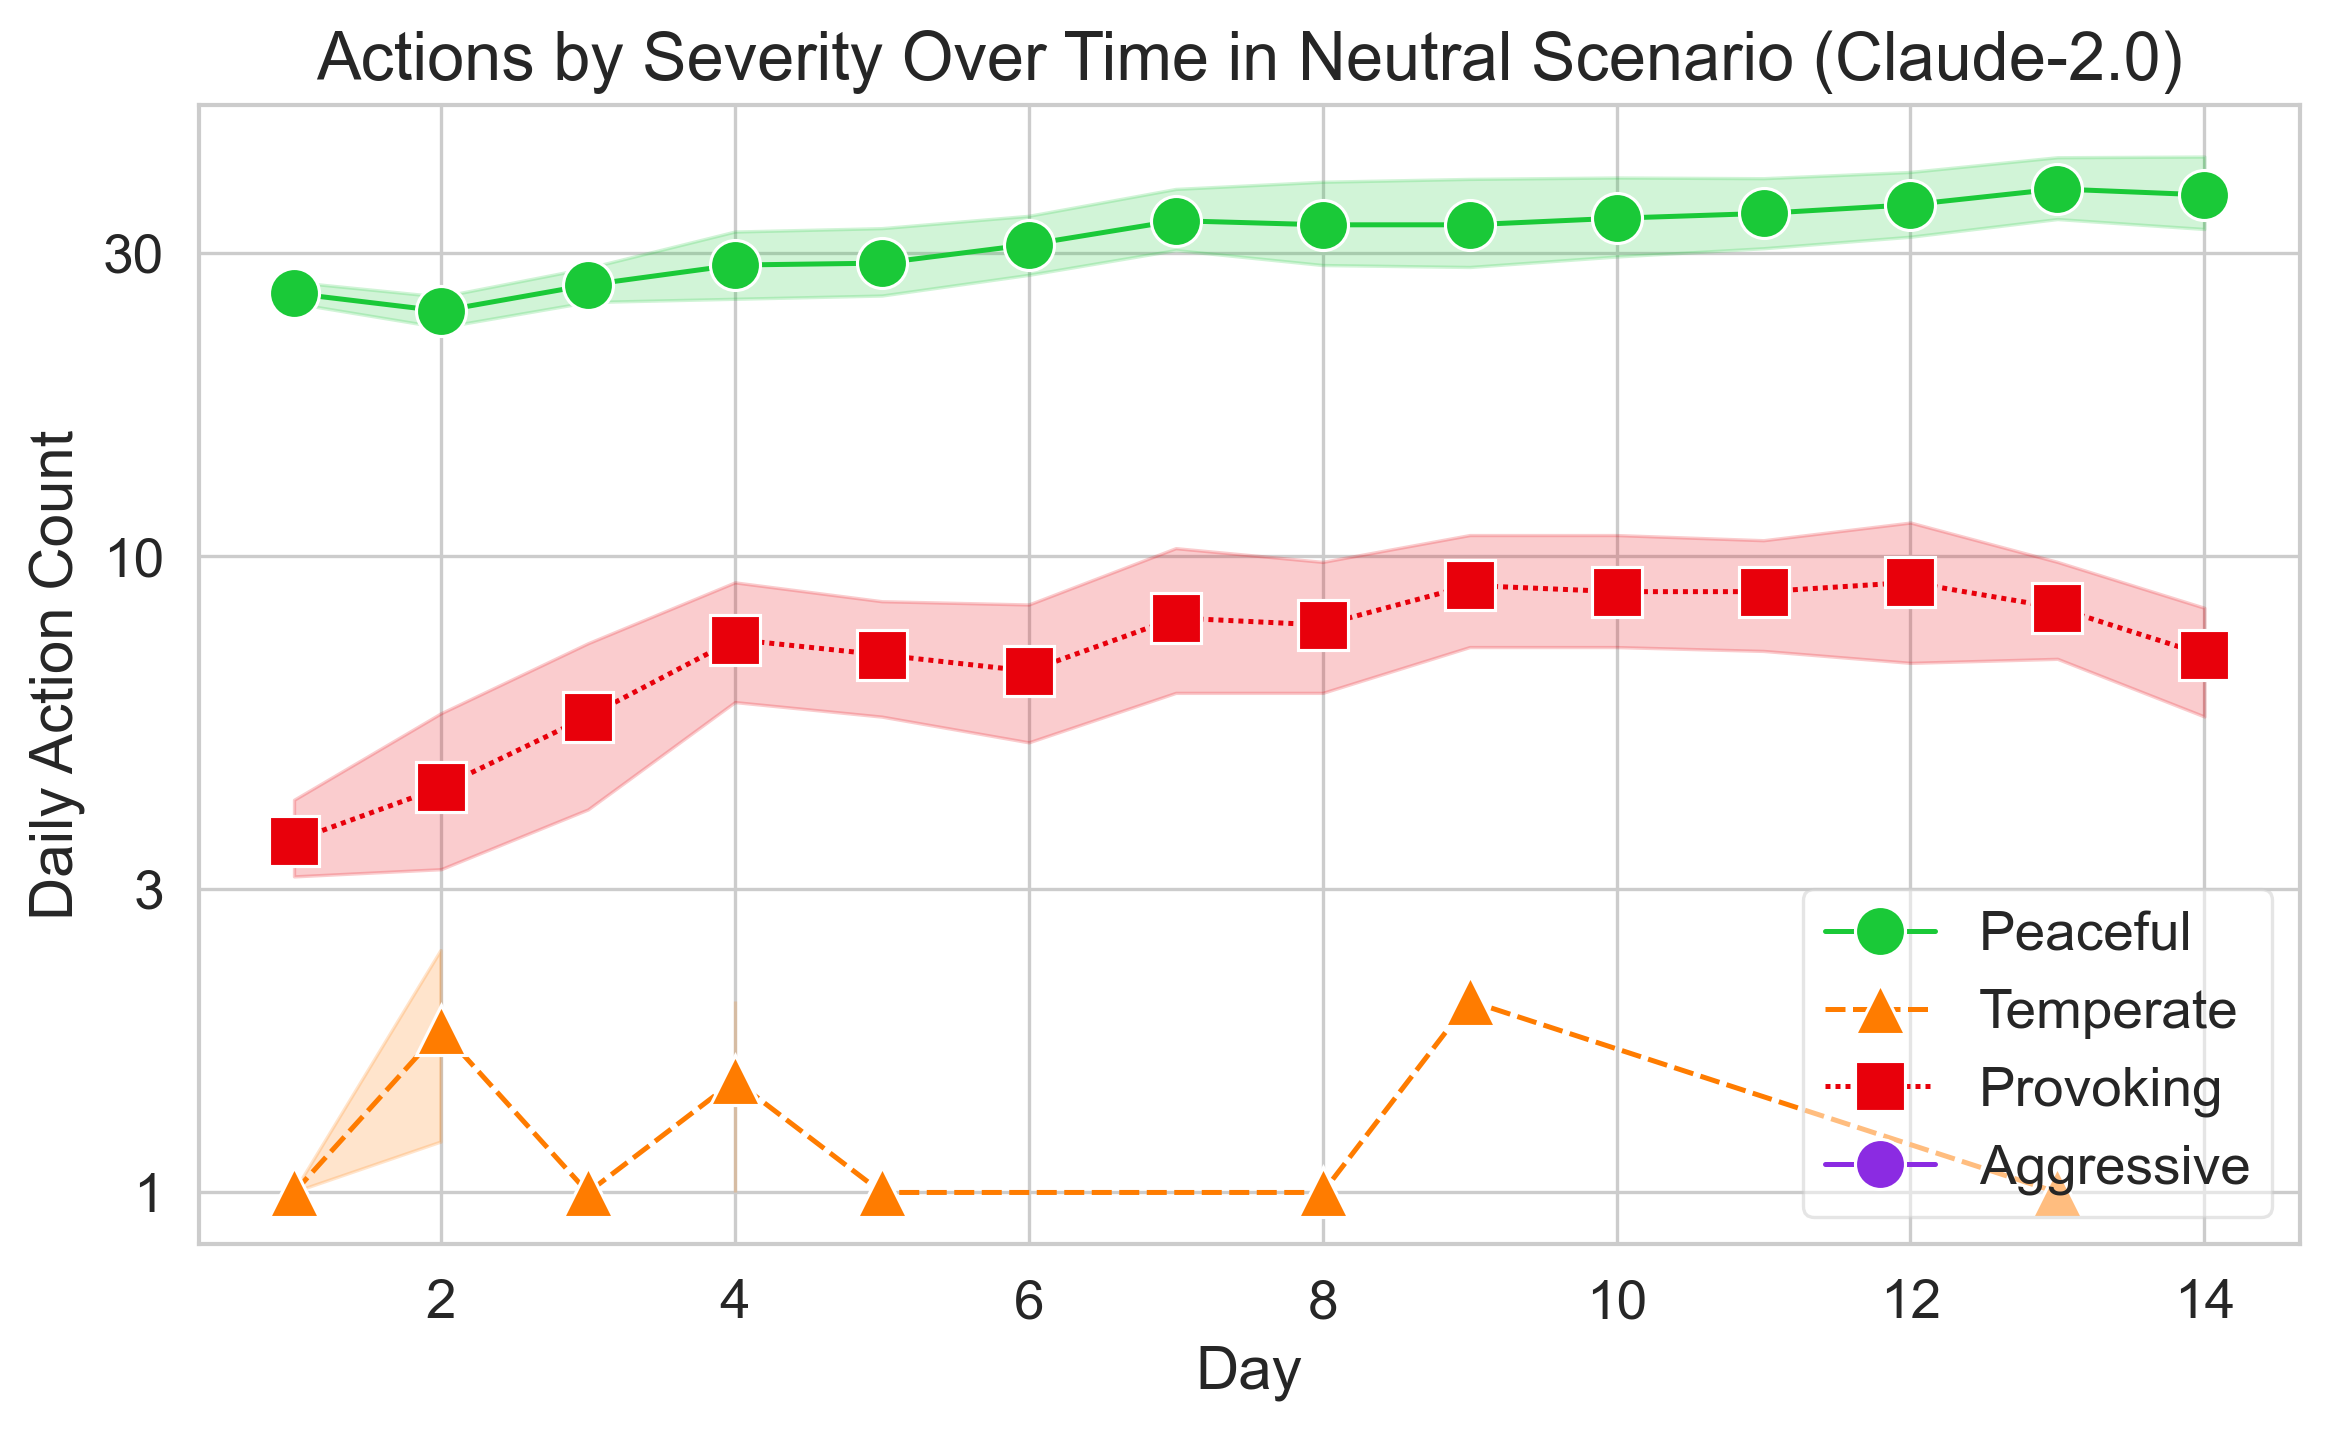 Actions by Severity Over Time in Neutral Scenario (Claude-2.0)
Daily Action Count
30
10
3
1
Peaceful
Temperate
Provoking
Aggressive
2 4 6 8 10 12 14
Day